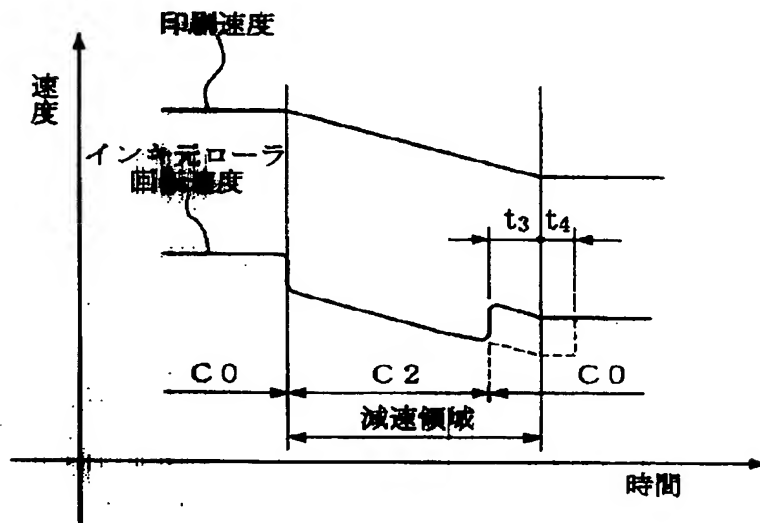 印刷速度
速度
インキ元ローラ
回転速度
t3 t4
C0 C2 C0
減速領域
時間